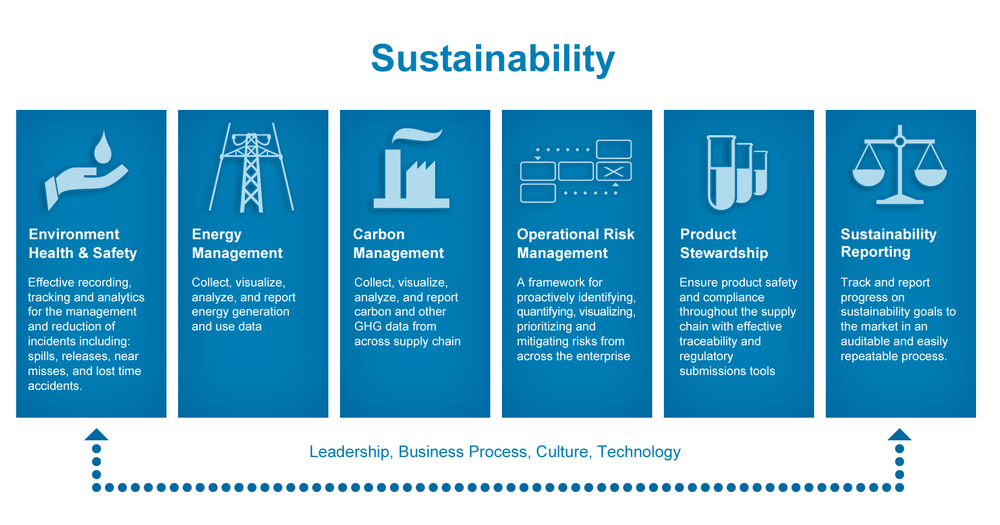 Sustainability
Environment
Health & Safety
Effective recording,
tracking and analytics
for the management
and reduction of
incidents including:
spills, releases, near
misses, and lost time
accidents.
Energy
Management
Collect, visualize,
analyze, and report
energy generation
and use data
Carbon
Management
Collect, visualize,
analyze, and report
carbon and other
GHG data from
across supply chain
Operational Risk
Management
A framework for
proactively identifying,
quantifying, visualizing,
prioritizing and
mitigating risks from
across the enterprise
Product
Stewardship
Ensure product safety
and compliance
throughout the supply
chain with effective
traceability and
regulatory
submissions tools
Sustainability
Reporting
Track and report
progress on
sustainability goals to
the market in an
auditable and easily
repeatable process.
Leadership, Business Process, Culture, Technology